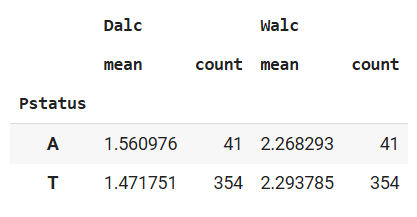 Dalc Walc
mean count mean count
Pstatus
A 1.560976 41 2.268293 41
T 1.471751 354 2.293785 354